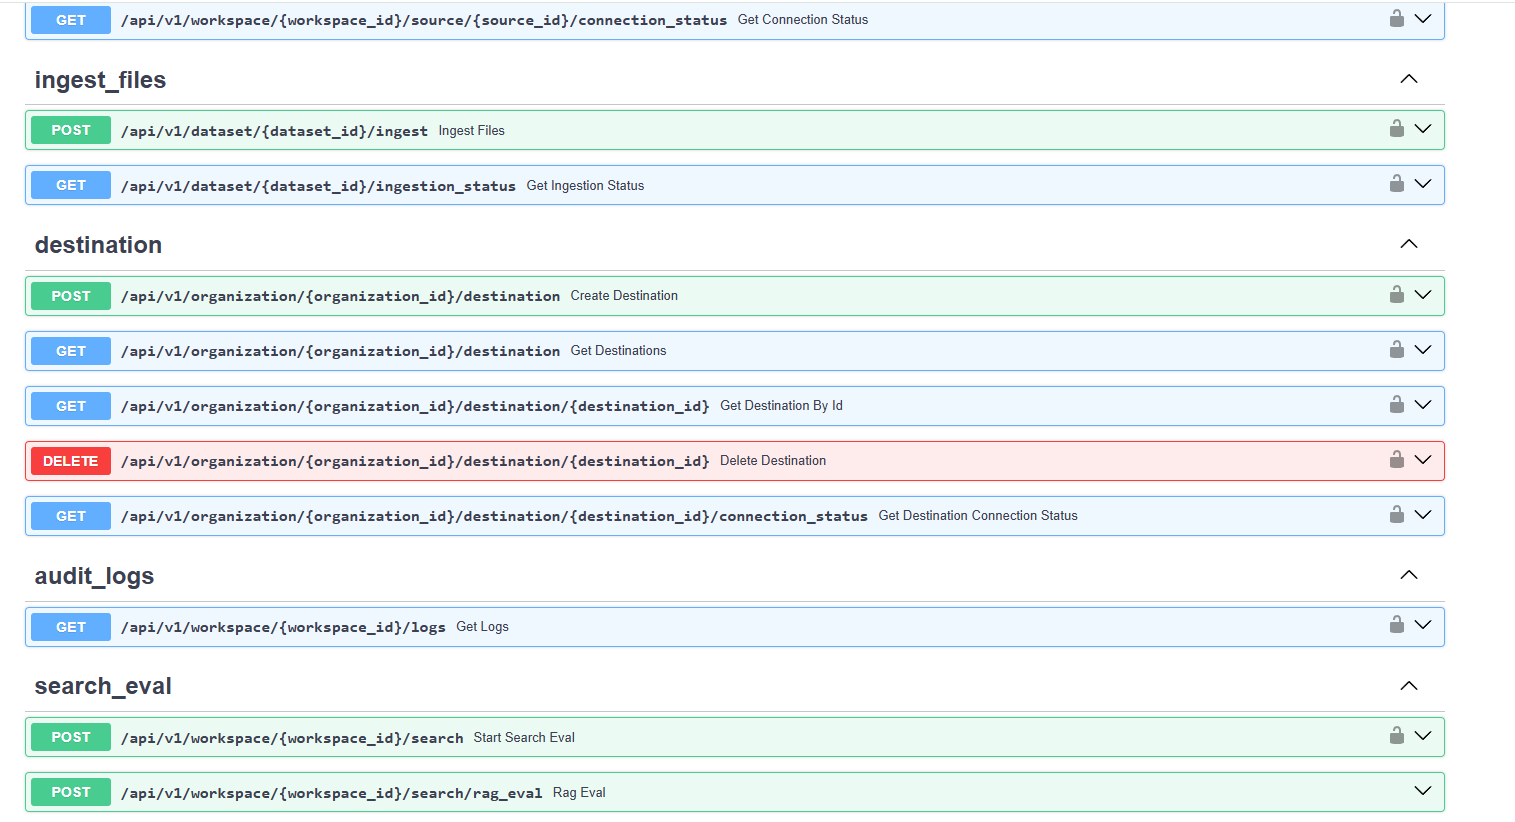 GET /api/v1/workspace/{workspace_id}/source/{source_id}/connection_status Get Connection Status
ingest_files
POST /api/v1/dataset/{dataset_id}/ingest Ingest Files
GET /api/v1/dataset/{dataset_id}/ingestion_status Get Ingestion Status
destination
POST /api/v1/organization/{organization_id}/destination Create Destination
GET /api/v1/organization/{organization_id}/destination Get Destinations
GET /api/v1/organization/{organization_id}/destination/{destination_id} Get Destination By Id
DELETE /api/v1/organization/{organization_id}/destination/{destination_id} Delete Destination
GET /api/v1/organization/{organization_id}/destination/{destination_id}/connection_status Get Destination Connection Status
audit_logs
GET /api/v1/workspace/{workspace_id}/logs Get Logs
search_eval
POST /api/v1/workspace/{workspace_id}/search Start Search Eval
POST /api/v1/workspace/{workspace_id}/search/rag_eval Rag Eval